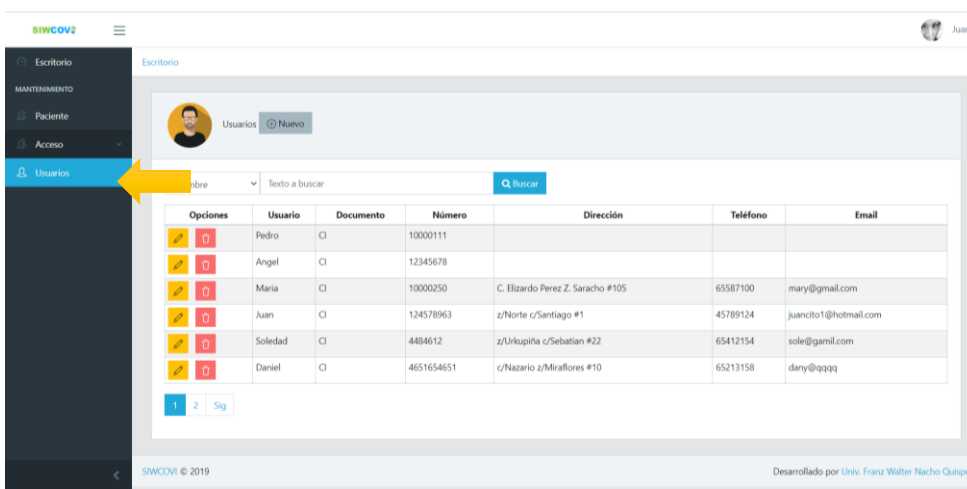 SIWCOVI
Escritorio
MANTENIMIENTO
Paciente
Acceso
Usuarios
Escritorio
Usuarios Nuevo
Texto a buscar Buscar
Opciones Usuario Documento Número Dirección Teléfono Email
Pedro CI 10000111
Angel CI 12345678
Maria CI 10000250 C. Elizardo Perez Z. Saracho #105 65587100 mary@gmail.com
Juan CI 124578963 z/Norte c/Santiago #1 45789124 juancito1@hotmail.com
Soledad CI 4484612 z/Urkupiña c/Sebatian #22 65412154 sole@gamil.com
Daniel CI 4651654651 c/Nazario z/Miraflores #10 65213158 dany@qqqq
1 2 Sig
SIWCOVI © 2019 Desarrollado por Univ. Franz Walter Nacho Quispe